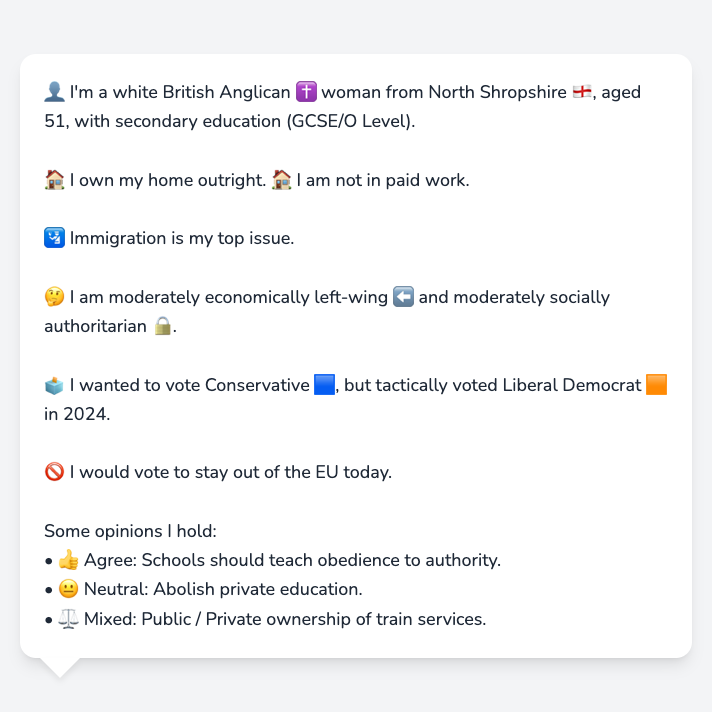 👤 I'm a white British Anglican ✝️ woman from North Shropshire 🏴󠁧󠁢󠁥󠁮󠁧󠁿, aged
51, with secondary education (GCSE/O Level).
🏠 I own my home outright. 🏠 I am not in paid work.
🛂 Immigration is my top issue.
🤔 I am moderately economically left-wing ⬅️ and moderately socially
authoritarian 🔒.
🗳️ I wanted to vote Conservative 🟦, but tactically voted Liberal Democrat 🟧
in 2024.
🚫 I would vote to stay out of the EU today.
Some opinions I hold:
• 👍 Agree: Schools should teach obedience to authority.
• 😐 Neutral: Abolish private education.
• ⚖️ Mixed: Public / Private ownership of train services.